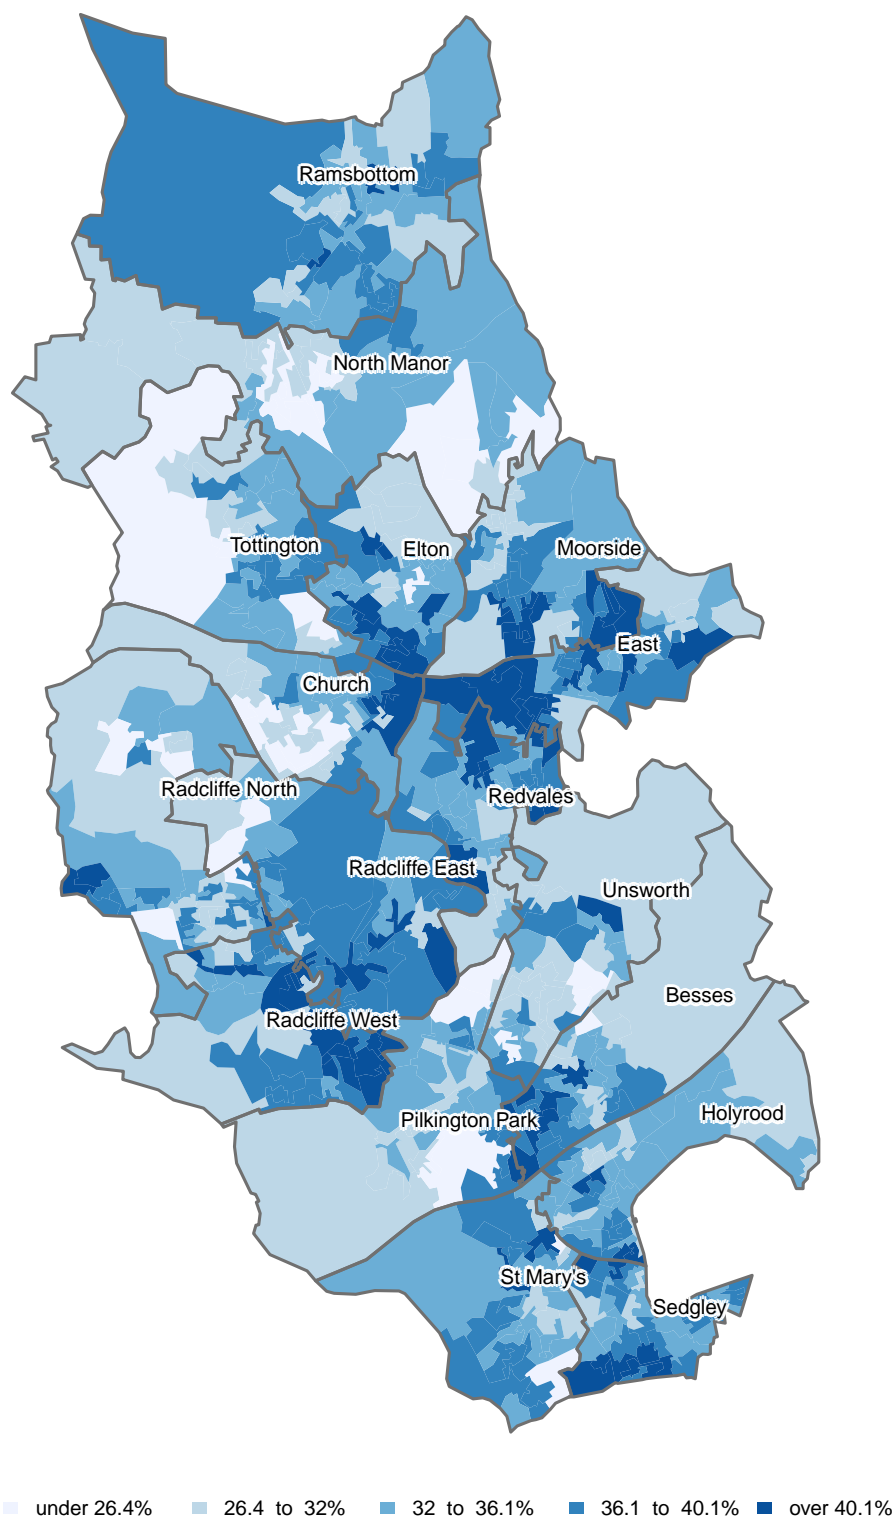 Ramsbottom
North Manor
Tottington
Elton
Moorside
East
Church
Radcliffe North
Redvales
Radcliffe East
Unsworth
Besses
Radcliffe West
Pilkington Park
Holyrood
St Mary's
Sedgley
under 26.4% 26.4 to 32% 32 to 36.1% 36.1 to 40.1% over 40.1%